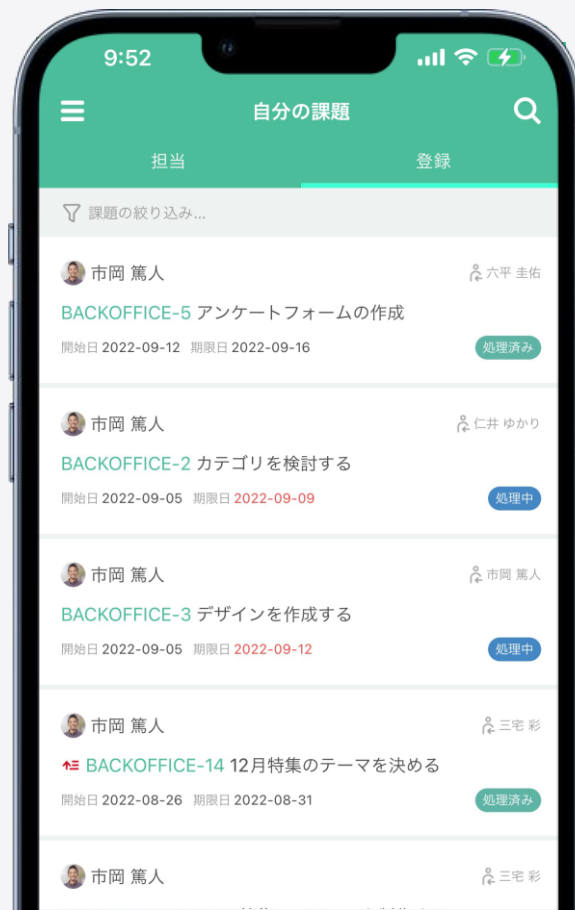 9:52
自分の課題
担当 登録
課題の絞り込み...
市岡 篤人 六平 圭佑
BACKOFFICE-5 アンケートフォームの作成
開始日 2022-09-12 期限日 2022-09-16 処理済み
市岡 篤人 仁井 ゆかり
BACKOFFICE-2 カテゴリを検討する
開始日 2022-09-05 期限日 2022-09-09 処理中
市岡 篤人 市岡 篤人
BACKOFFICE-3 デザインを作成する
開始日 2022-09-05 期限日 2022-09-12 処理中
市岡 篤人 三宅 彩
BACKOFFICE-14 12月特集のテーマを決める
開始日 2022-08-26 期限日 2022-08-31 処理済み
市岡 篤人 三宅 彩